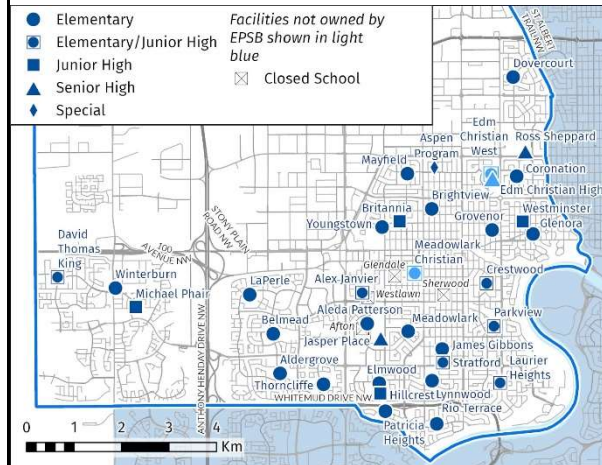 Elementary
Elementary/Junior High
Junior High
Senior High
Special
Facilities not owned by
EPSB shown in light
blue
Closed School
ST. ALBERT
TRAIL NW
Dovercourt
Edm
Christian
West
Ross Sheppard
Aspen
Program
Mayfield
Coronation
Edm Christian High
Brightview
Britannia
Westminster
Youngstown
Grovenor
Glenora
STONY PLAIN
ROAD NW
100
AVENUE NW
David
Thomas
King
Winterburn
Michael Phair
Meadowlark
Christian
Glendale
Crestwood
LaPerle
Alex Janvier
Westlawn
Sherwood
Aleda Patterson
Afton
Meadowlark
Parkview
Belmead
Jasper Place
James Gibbons
Stratford
Laurier
Heights
Aldergrove
Thorncliffe
Elmwood
Hillcrest
Lynnwood
WHITEMUD DRIVE NW
Rio Terrace
Patricia
Heights
ANTHONY HENDAY DRIVE NW
0 1 2 3 4
Km